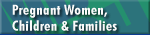 Pregnant Women,
Children & Families